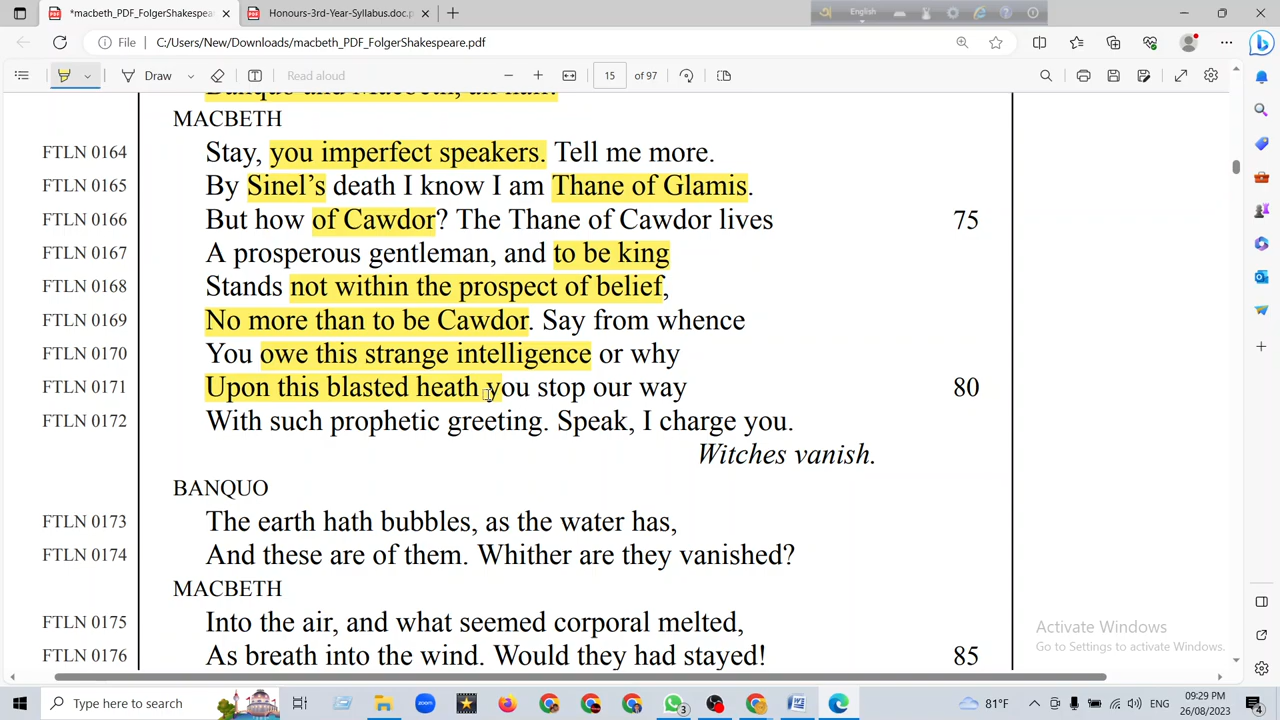 *macbeth_PDF_FolgerShakespeare.
Honours-3rd-Year-Syllabus.doc.p
English
File C:/Users/New/Downloads/macbeth_PDF_FolgerShakespeare.pdf
Draw Read aloud 15 of 97
Banquo and Macbeth, all hail!
MACBETH
FTLN 0164 Stay, you imperfect speakers. Tell me more.
FTLN 0165 By Sinel’s death I know I am Thane of Glamis.
FTLN 0166 But how of Cawdor? The Thane of Cawdor lives 75
FTLN 0167 A prosperous gentleman, and to be king
FTLN 0168 Stands not within the prospect of belief,
FTLN 0169 No more than to be Cawdor. Say from whence
FTLN 0170 You owe this strange intelligence or why
FTLN 0171 Upon this blasted heath you stop our way 80
FTLN 0172 With such prophetic greeting. Speak, I charge you.
Witches vanish.
BANQUO
FTLN 0173 The earth hath bubbles, as the water has,
FTLN 0174 And these are of them. Whither are they vanished?
MACBETH
FTLN 0175 Into the air, and what seemed corporal melted,
FTLN 0176 As breath into the wind. Would they had stayed! 85
Activate Windows
Go to Settings to activate Windows.
Type here to search
zoom
3
81°F
ENG
09:29 PM
26/08/2023
4